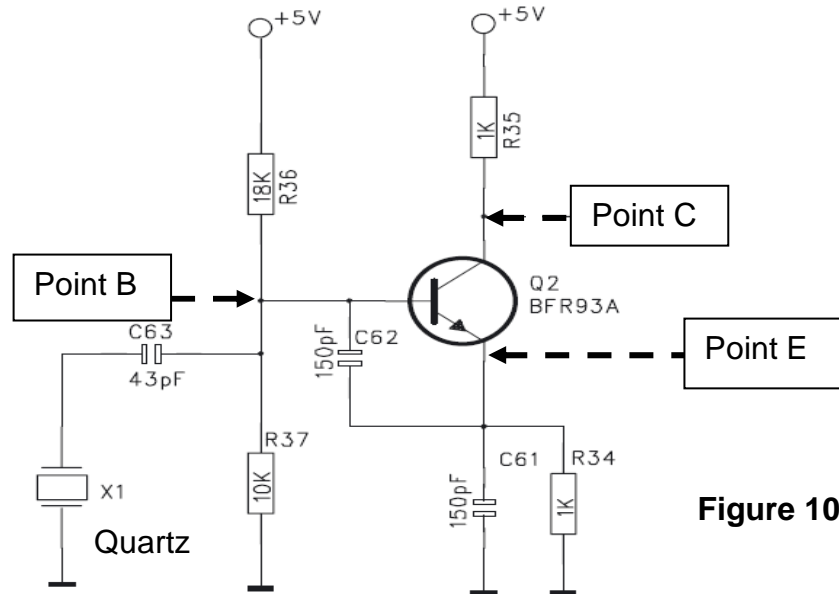 +5V
+5V
1K
R35
18K
R36
Point C
Point B
Q2
BFR93A
C63
43pF
150pF
C62
Point E
R37
10K
X1
Quartz
C61
150pF
R34
1K
Figure 10